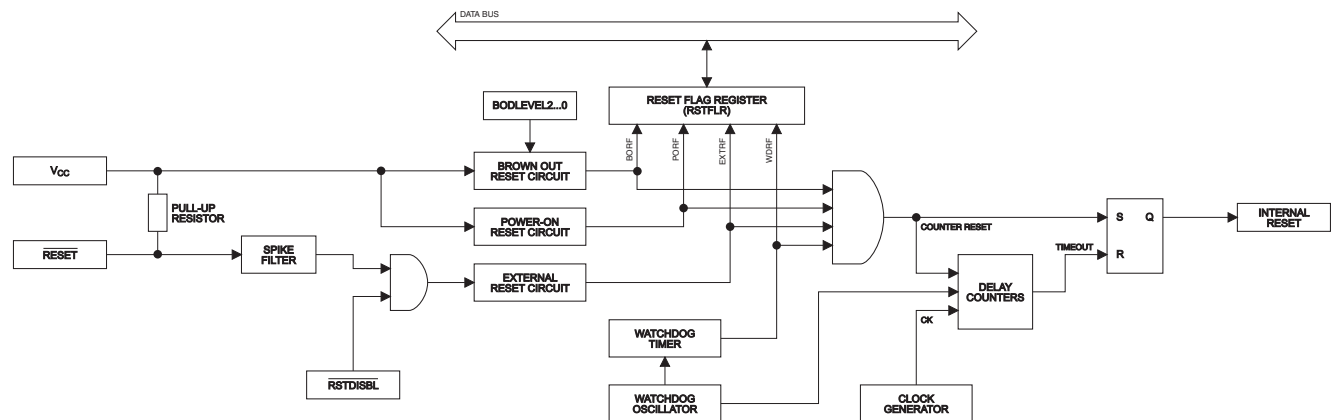 DATA BUS
RESET FLAG REGISTER
(RSTFLR)
BODLEVEL2...0
BORF
PORF
EXTRF
WDRF
VCC
BROWN OUT
RESET CIRCUIT
PULL-UP
RESISTOR
POWER-ON
RESET CIRCUIT
S
Q
INTERNAL
RESET
COUNTER RESET
RESET
SPIKE
FILTER
TIMEOUT
R
EXTERNAL
RESET CIRCUIT
DELAY
COUNTERS
CK
WATCHDOG
TIMER
RSTDISBL
WATCHDOG
OSCILLATOR
CLOCK
GENERATOR